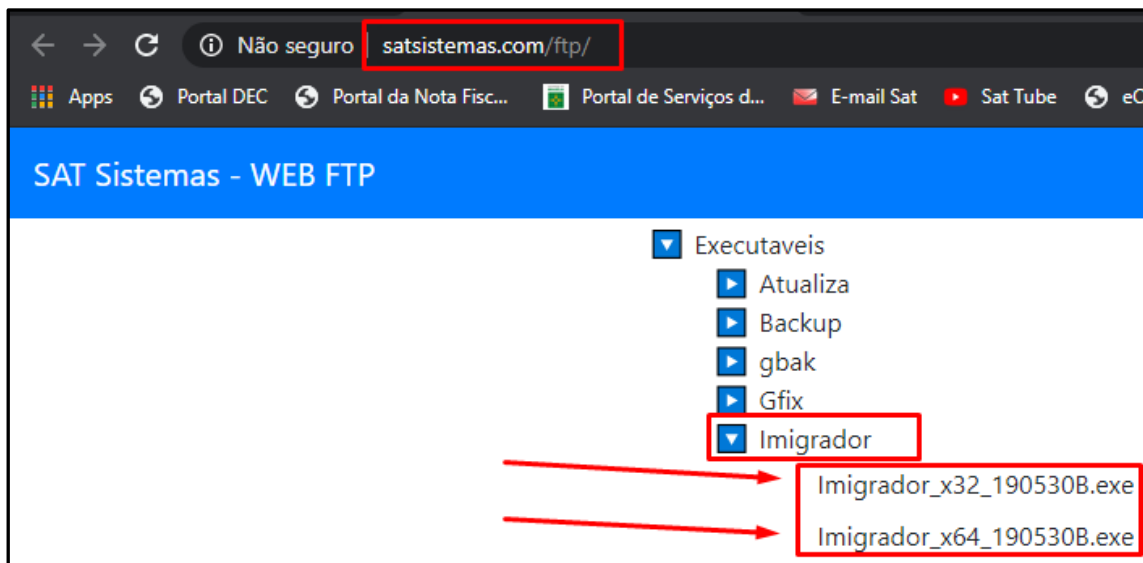 Não seguro | satsistemas.com/ftp/
Apps Portal DEC Portal da Nota Fisc... Portal de Serviços d... E-mail Sat Sat Tube eC
SAT Sistemas - WEB FTP
Executaveis
Atualiza
Backup
gbak
Gfix
Imigrador
Imigrador_x32_190530B.exe
Imigrador_x64_190530B.exe